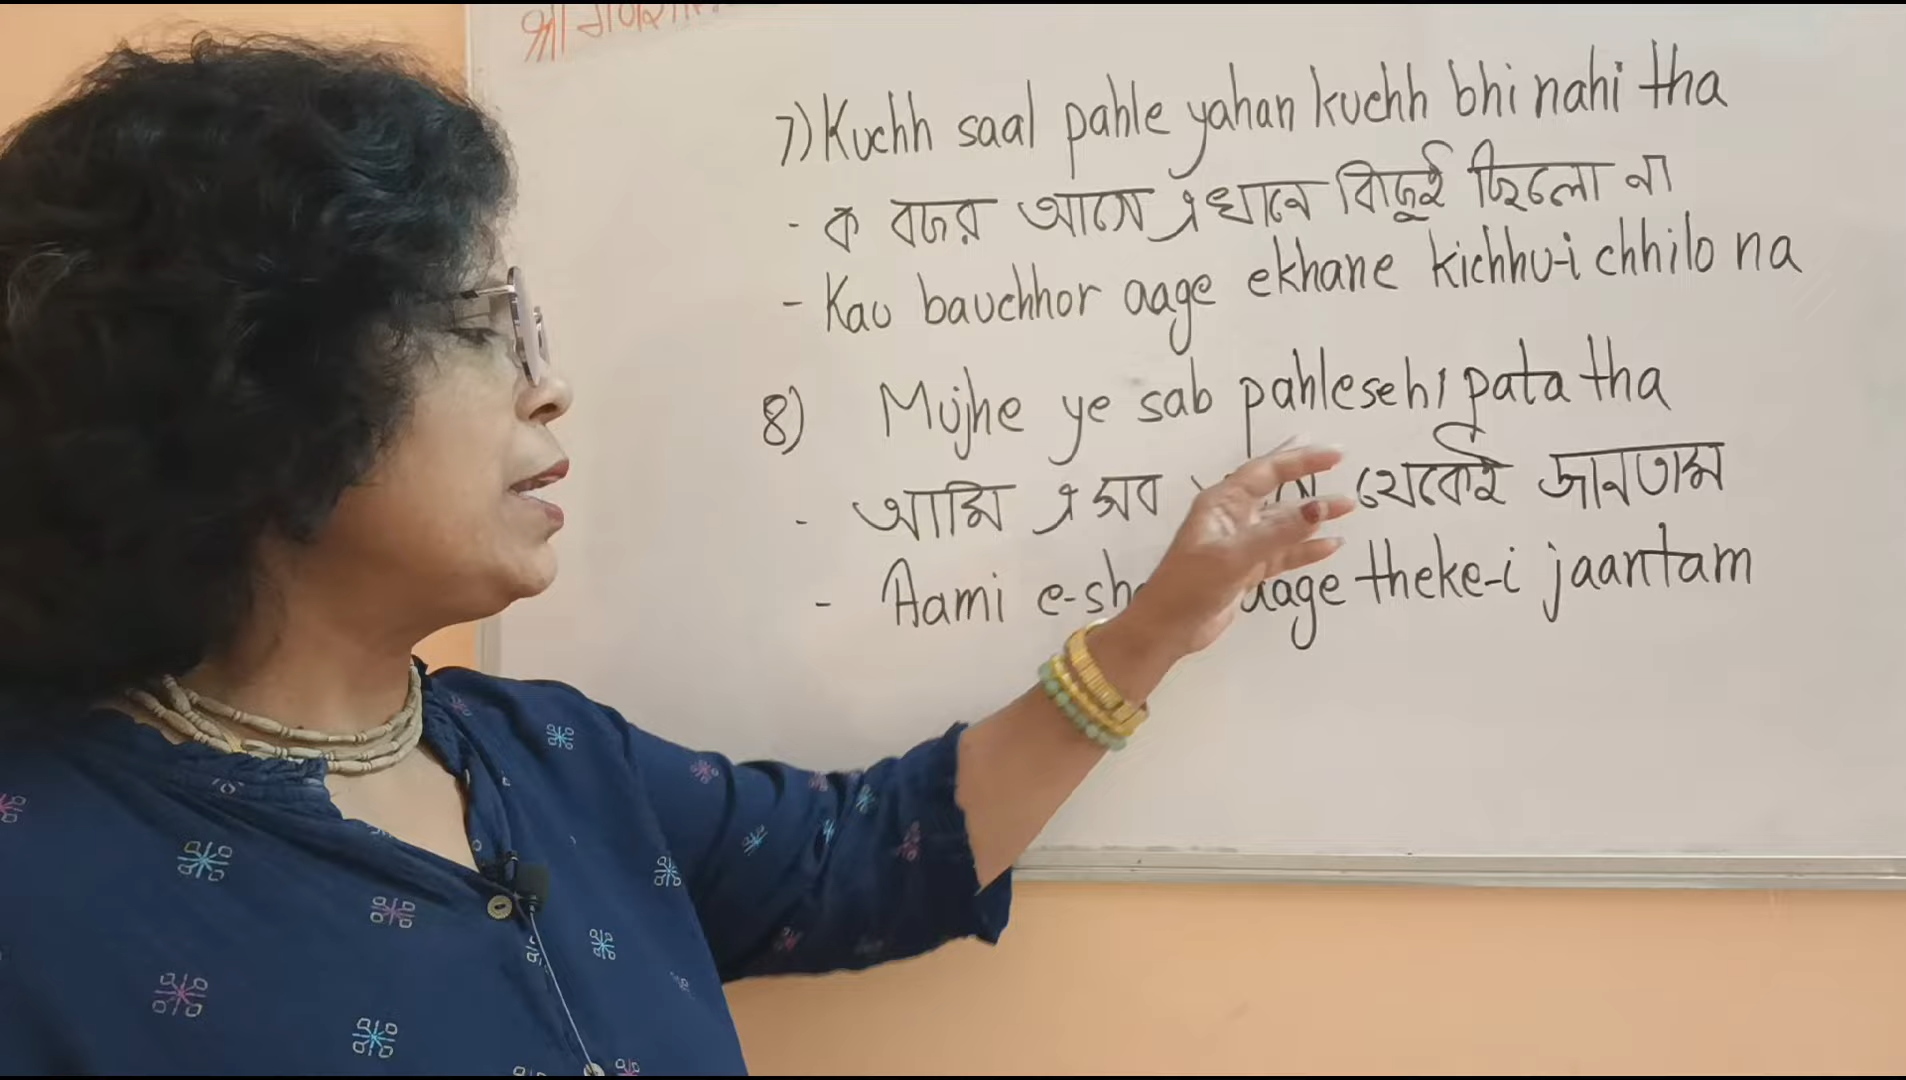 7) Kuchh saal pahle yahan kuchh bhi nahi tha
- ক বছর আগে এখানে কিছুই ছিলো না
- Kau bauchhor aage ekhane kichhu-i chhilo na
8) Mujhe ye sab pahlesehi pata tha
- আমি এ সব থেকেই জানতাম
- Aami aage theke-i jaantam